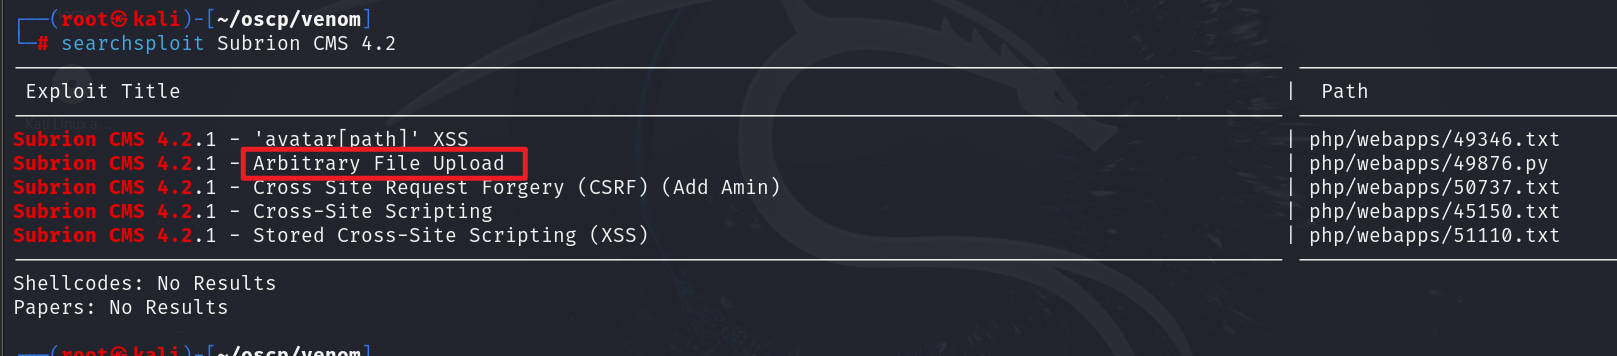 ┌──(root㉿kali)-[~/oscp/venom]
└─# searchsploit Subrion CMS 4.2
Exploit Title | Path
Subrion CMS 4.2.1 - 'avatar[path]' XSS | php/webapps/49346.txt
Subrion CMS 4.2.1 - Arbitrary File Upload | php/webapps/49876.py
Subrion CMS 4.2.1 - Cross Site Request Forgery (CSRF) (Add Amin) | php/webapps/50737.txt
Subrion CMS 4.2.1 - Cross-Site Scripting | php/webapps/45150.txt
Subrion CMS 4.2.1 - Stored Cross-Site Scripting (XSS) | php/webapps/51110.txt
Shellcodes: No Results
Papers: No Results
┌──(root㉿kali)-[~/oscp/venom]